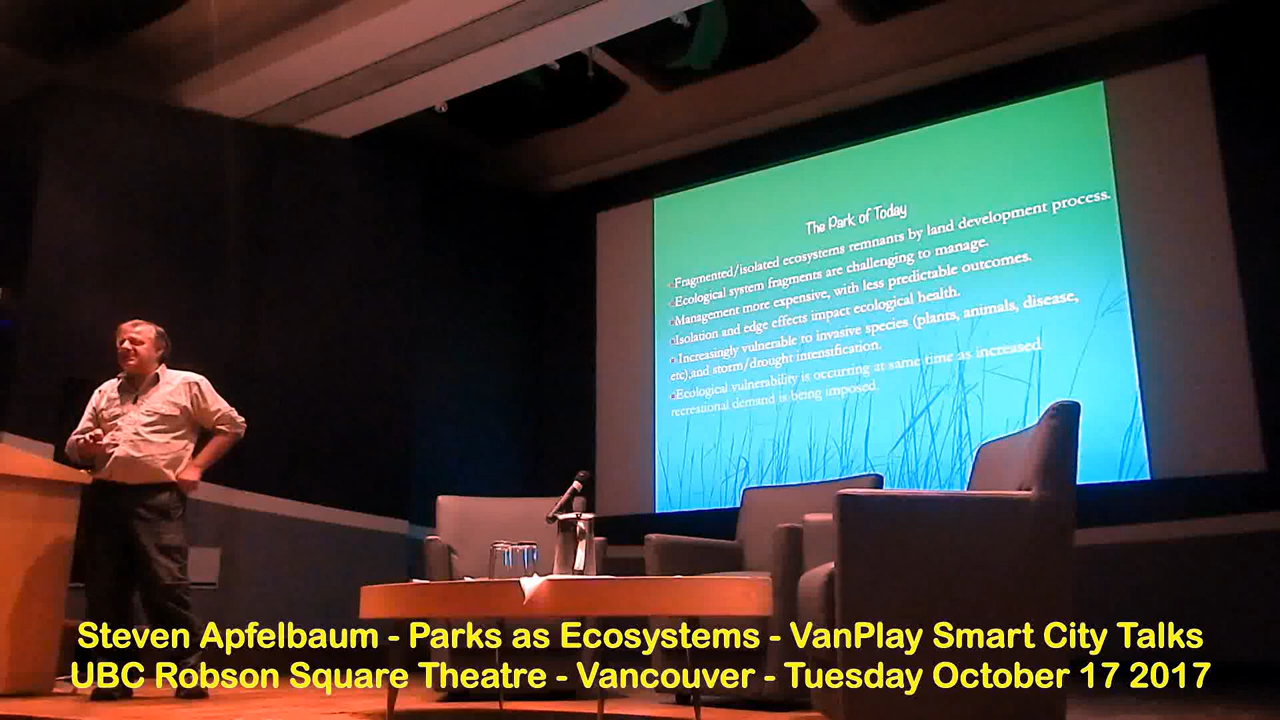 The Park of Today
Fragmented/isolated ecosystems remnants by land development process.
Ecological system fragments are challenging to manage.
Management more expensive, with less predictable outcomes.
Isolation and edge effects impact ecological health.
Increasingly vulnerable to invasive species (plants, animals, disease,
etc),and storm/drought intensification.
Ecological vulnerability is occurring at same time as increased
recreational demand is being imposed.
Steven Apfelbaum - Parks as Ecosystems - VanPlay Smart City Talks
UBC Robson Square Theatre - Vancouver - Tuesday October 17 2017